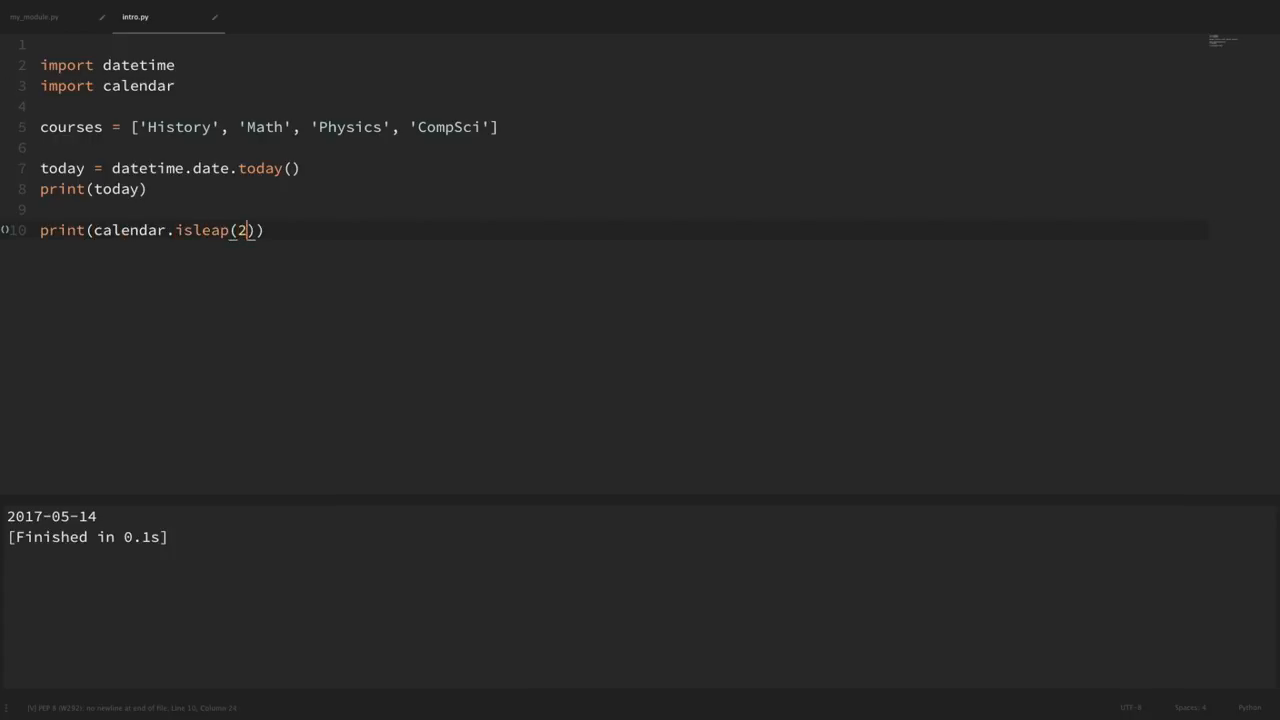 my_module.py
intro.py
1
2 import datetime
3 import calendar
4
5 courses = ['History', 'Math', 'Physics', 'CompSci']
6
7 today = datetime.date.today()
8 print(today)
9
()10 print(calendar.isleap(2))
2017-05-14
[Finished in 0.1s]
[V] PEP 8 (W292): no newline at end of file, Line 10, Column 24
UTF-8 Spaces: 4 Python